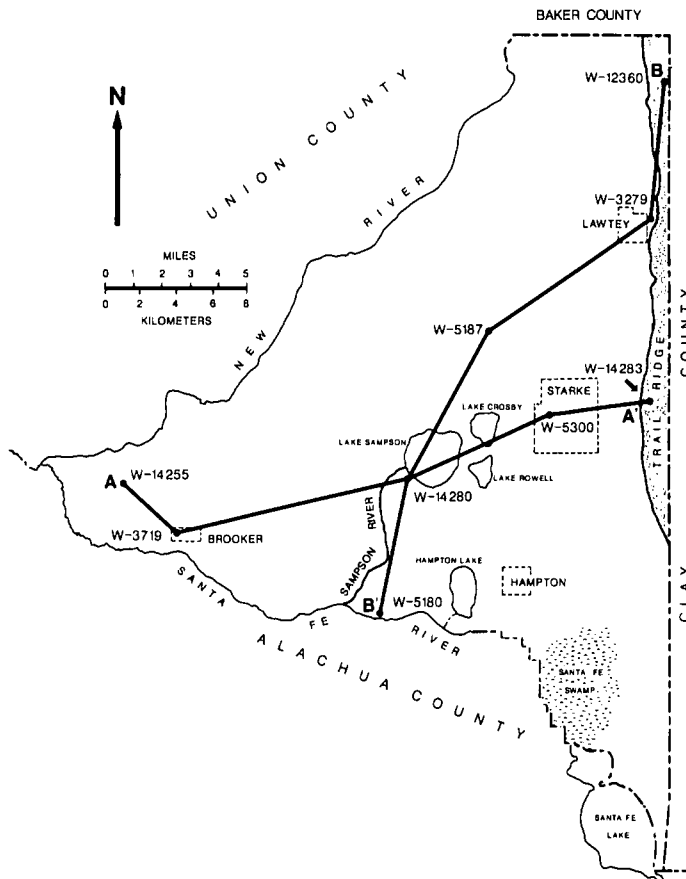 BAKER COUNTY
B
W-12360
N
UNION COUNTY
W-3279
LAWTEY
NEW RIVER
MILES
0 1 2 3 4 5
0 2 4 6 8
KILOMETERS
W-5187
COUNTY
W-14283
STARKE
A'
TRAIL RIDGE
LAKE CROSBY
W-5300
LAKE SAMPSON
LAKE ROWELL
A
W-14255
W-14280
W-3719
BROOKER
SAMPSON RIVER
HAMPTON LAKE
HAMPTON
B'
W-5180
SANTA FE RIVER
CLAY
ALACHUA COUNTY
SANTA FE
SWAMP
SANTA FE
LAKE